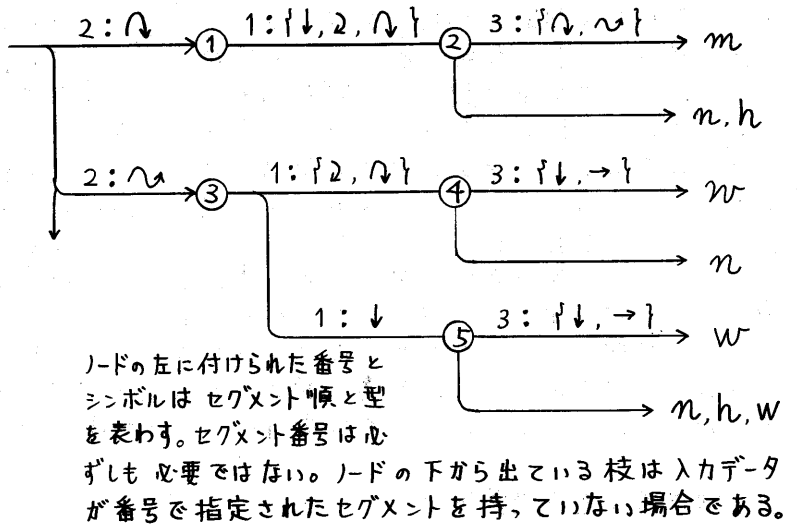 2:↷ ① 1:{↓,2,↷} ② 3:{↷,⤳} m
n,h
2:⤳ ③ 1:{2,↷} ④ 3:{↓,→} w
n
1:↓ ⑤ 3:{↓,→} w
n,h,w
ノードの左に付けられた番号と
シンボルはセグメント順と型
を表わす。セグメント番号は必
ずしも必要ではない。ノードの下から出ている枝は入力データ
が番号で指定されたセグメントを持っていない場合である。